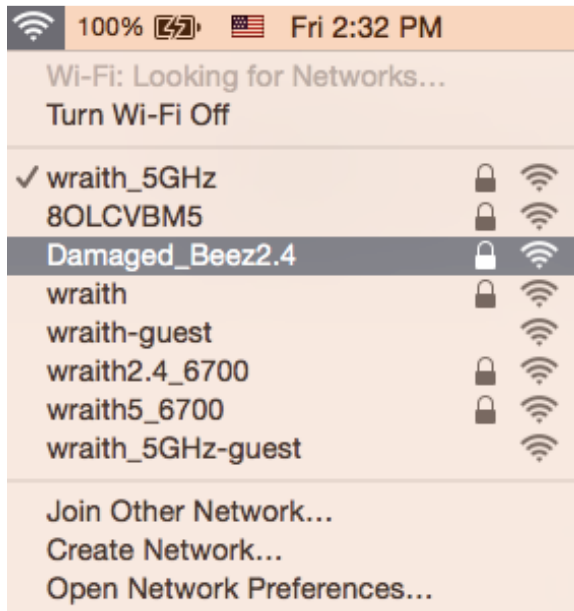 100% Fri 2:32 PM
Wi-Fi: Looking for Networks…
Turn Wi-Fi Off
wraith_5GHz
8OLCVBM5
Damaged_Beez2.4
wraith
wraith-guest
wraith2.4_6700
wraith5_6700
wraith_5GHz-guest
Join Other Network…
Create Network…
Open Network Preferences…